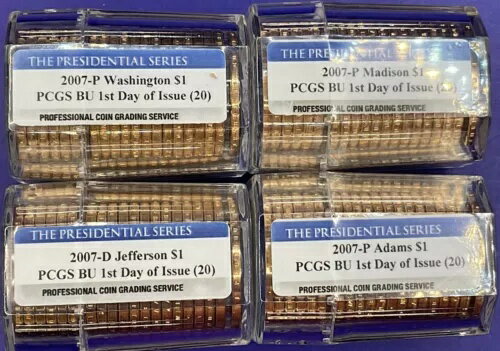 THE PRESIDENTIAL SERIES
2007-P Washington $1
PCGS BU 1st Day of Issue (20)
PROFESSIONAL COIN GRADING SERVICE
THE PRESIDENTIAL SERIES
2007-P Madison $1
PCGS BU 1st Day of Issue
PROFESSIONAL COIN GRADING SERVICE
THE PRESIDENTIAL SERIES
2007-D Jefferson $1
PCGS BU 1st Day of Issue (20)
PROFESSIONAL COIN GRADING SERVICE
THE PRESIDENTIAL SERIES
2007-P Adams $1
PCGS BU 1st Day of Issue (20)
PROFESSIONAL COIN GRADING SERVICE